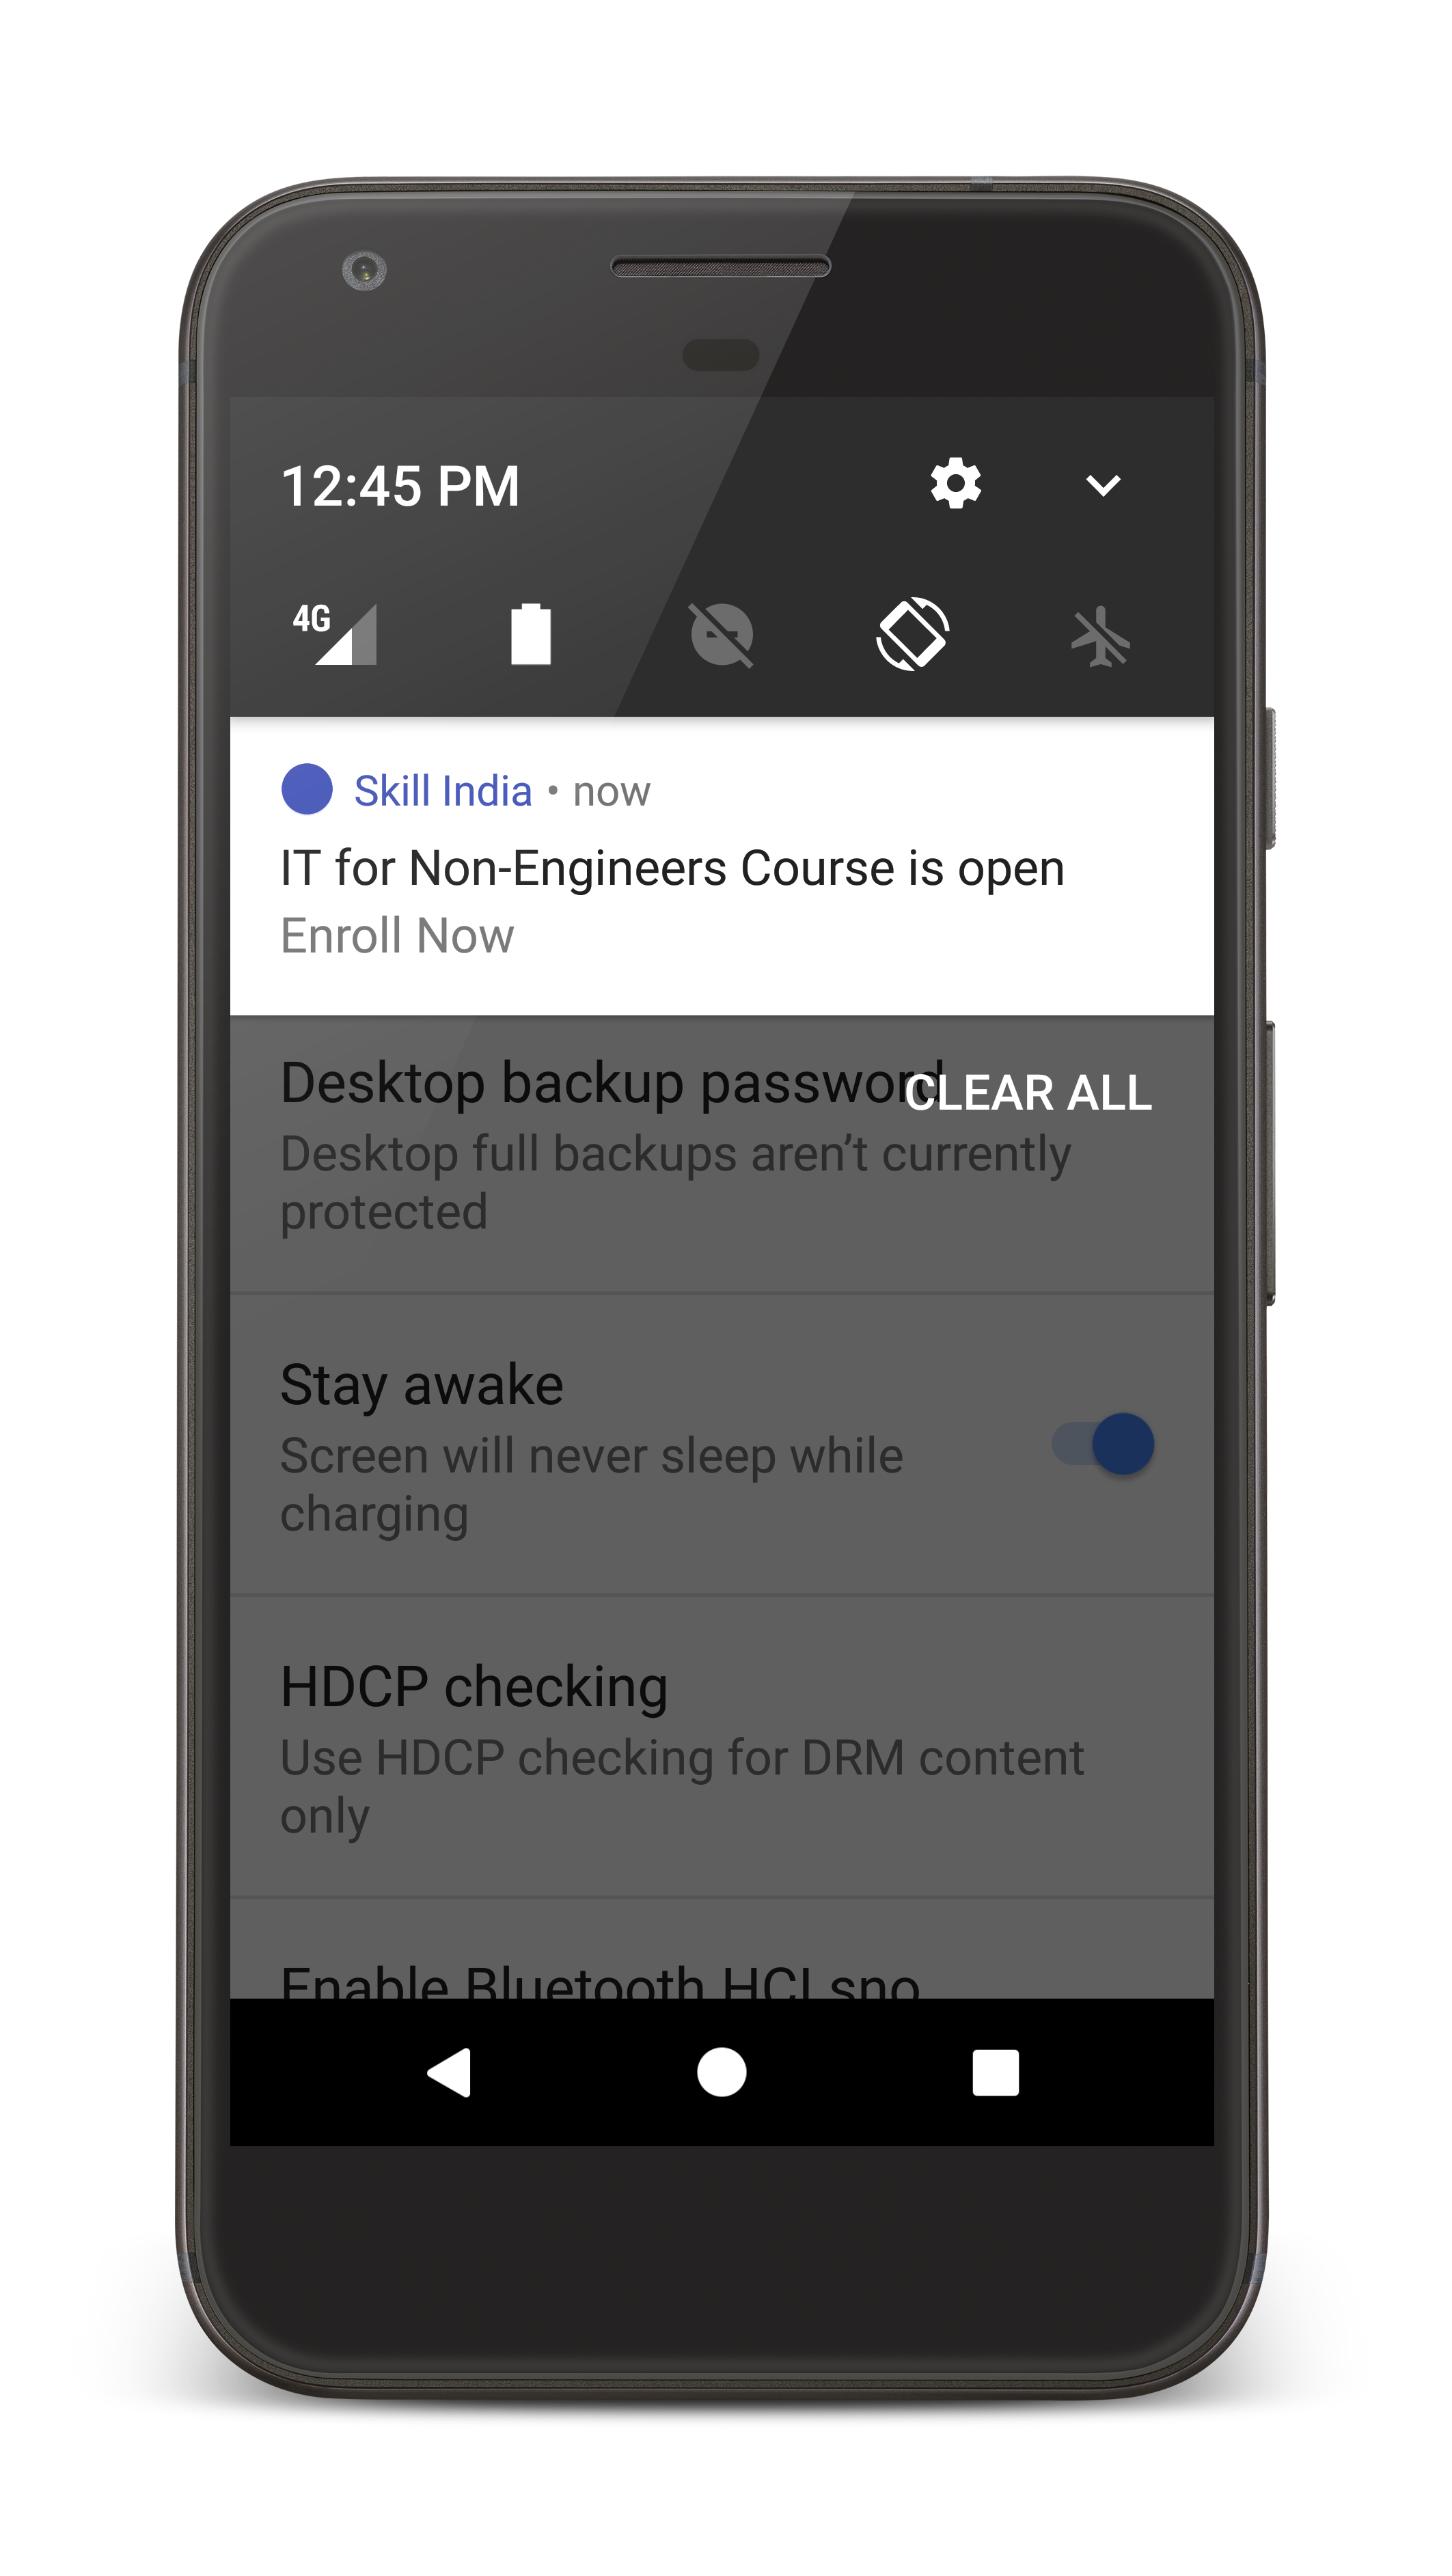 12:45 PM
4G
Skill India • now
IT for Non-Engineers Course is open
Enroll Now
Desktop backup password
CLEAR ALL
Desktop full backups aren’t currently
protected
Stay awake
Screen will never sleep while
charging
HDCP checking
Use HDCP checking for DRM content
only
Enable Bluetooth HCI sno